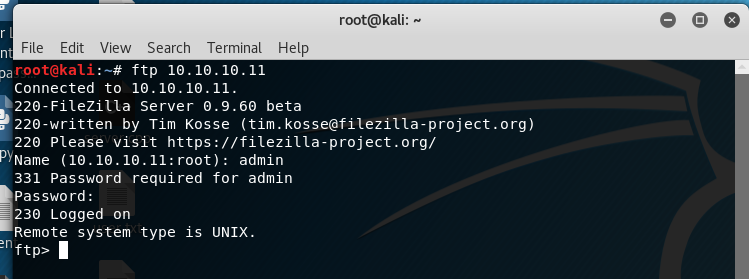 root@kali: ~
File Edit View Search Terminal Help
root@kali:~# ftp 10.10.10.11
Connected to 10.10.10.11.
220-FileZilla Server 0.9.60 beta
220-written by Tim Kosse (tim.kosse@filezilla-project.org)
220 Please visit https://filezilla-project.org/
Name (10.10.10.11:root): admin
331 Password required for admin
Password:
230 Logged on
Remote system type is UNIX.
ftp>